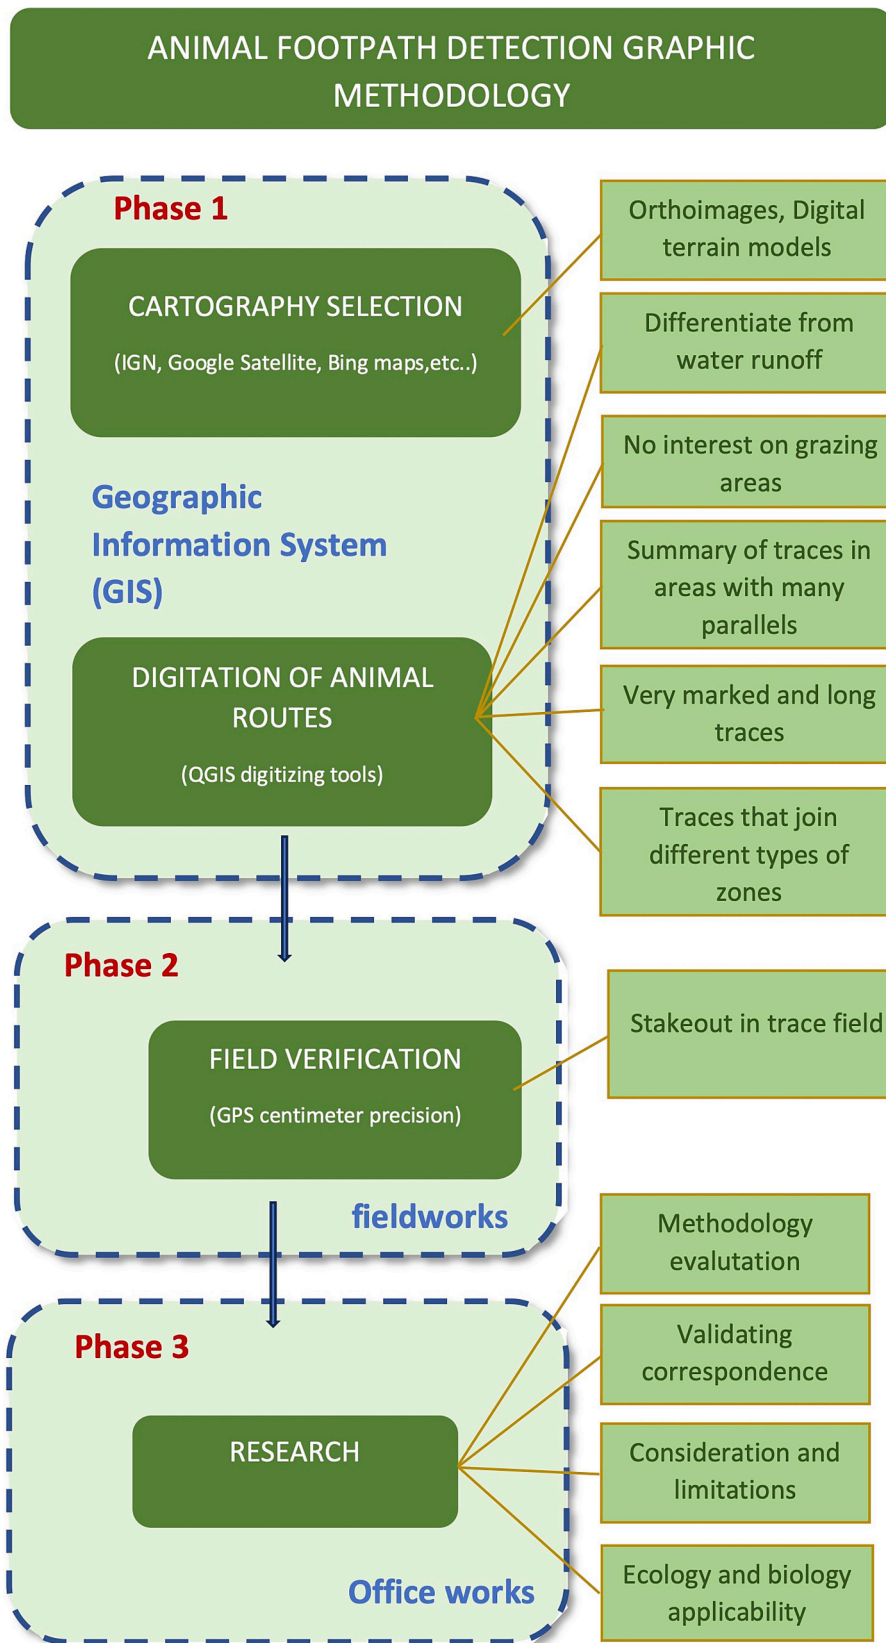 ANIMAL FOOTPATH DETECTION GRAPHIC
METHODOLOGY
Phase 1
CARTOGRAPHY SELECTION
(IGN, Google Satellite, Bing maps,etc..)
Geographic
Information System
(GIS)
DIGITATION OF ANIMAL
ROUTES
(QGIS digitizing tools)
Orthoimages, Digital
terrain models
Differentiate from
water runoff
No interest on grazing
areas
Summary of traces in
areas with many
parallels
Very marked and long
traces
Traces that join
different types of
zones
Phase 2
FIELD VERIFICATION
(GPS centimeter precision)
fieldworks
Stakeout in trace field
Phase 3
RESEARCH
Office works
Methodology
evalutation
Validating
correspondence
Consideration and
limitations
Ecology and biology
applicability